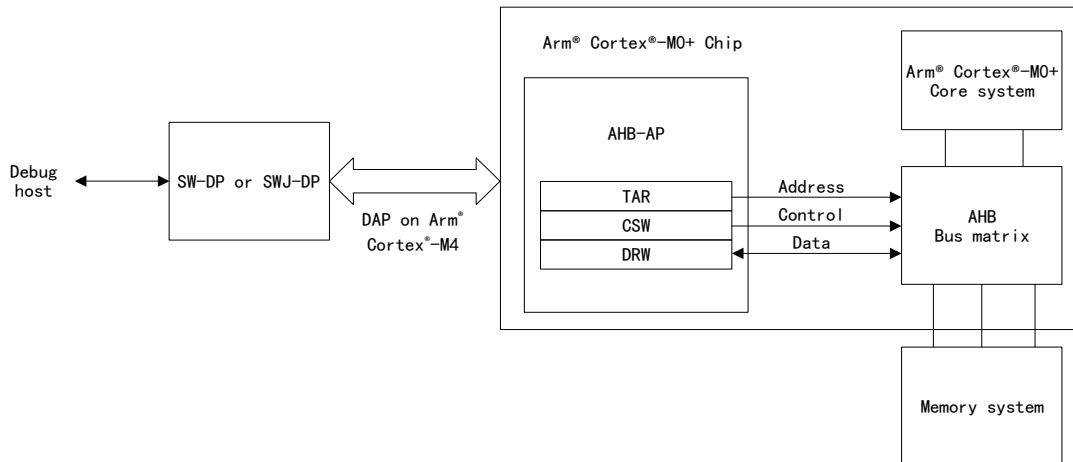 Arm® Cortex®-M0+ Chip
Arm® Cortex®-M0+
Core system
AHB-AP
Debug
host
SW-DP or SWJ-DP
DAP on Arm®
Cortex®-M4
TAR
CSW
DRW
Address
Control
Data
AHB
Bus matrix
Memory system